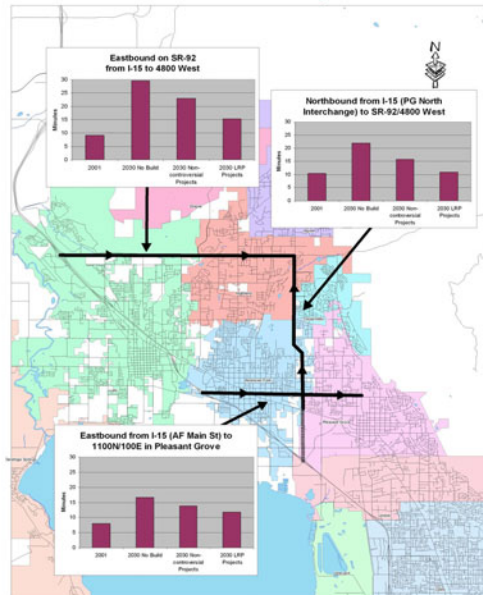 Eastbound on SR-92
from I-15 to 4800 West
Minutes
30
25
20
15
10
5
0
2001
2030 No Build
2030 Non-
controversial
Projects
2030 LRP
Projects
N
Northbound from I-15 (PG North
Interchange) to SR-92/4800 West
Minutes
30
25
20
15
10
5
0
2001
2030 No Build
2030 Non-
controversial
Projects
2030 LRP
Projects
Eastbound from I-15 (AF Main St) to
1100N/100E in Pleasant Grove
Minutes
30
25
20
15
10
5
0
2001
2030 No Build
2030 Non-
controversial
Projects
2030 LRP
Projects